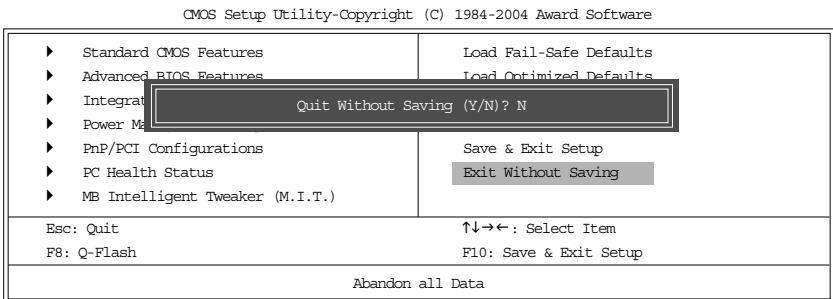 CMOS Setup Utility-Copyright (C) 1984-2004 Award Software
Standard CMOS Features
Advanced BIOS Features
Integrat
Power Ma
PnP/PCI Configurations
PC Health Status
MB Intelligent Tweaker (M.I.T.)
Load Fail-Safe Defaults
Load Optimized Defaults
Quit Without Saving (Y/N)? N
Save & Exit Setup
Exit Without Saving
Esc: Quit
↑↓→←: Select Item
F8: Q-Flash
F10: Save & Exit Setup
Abandon all Data